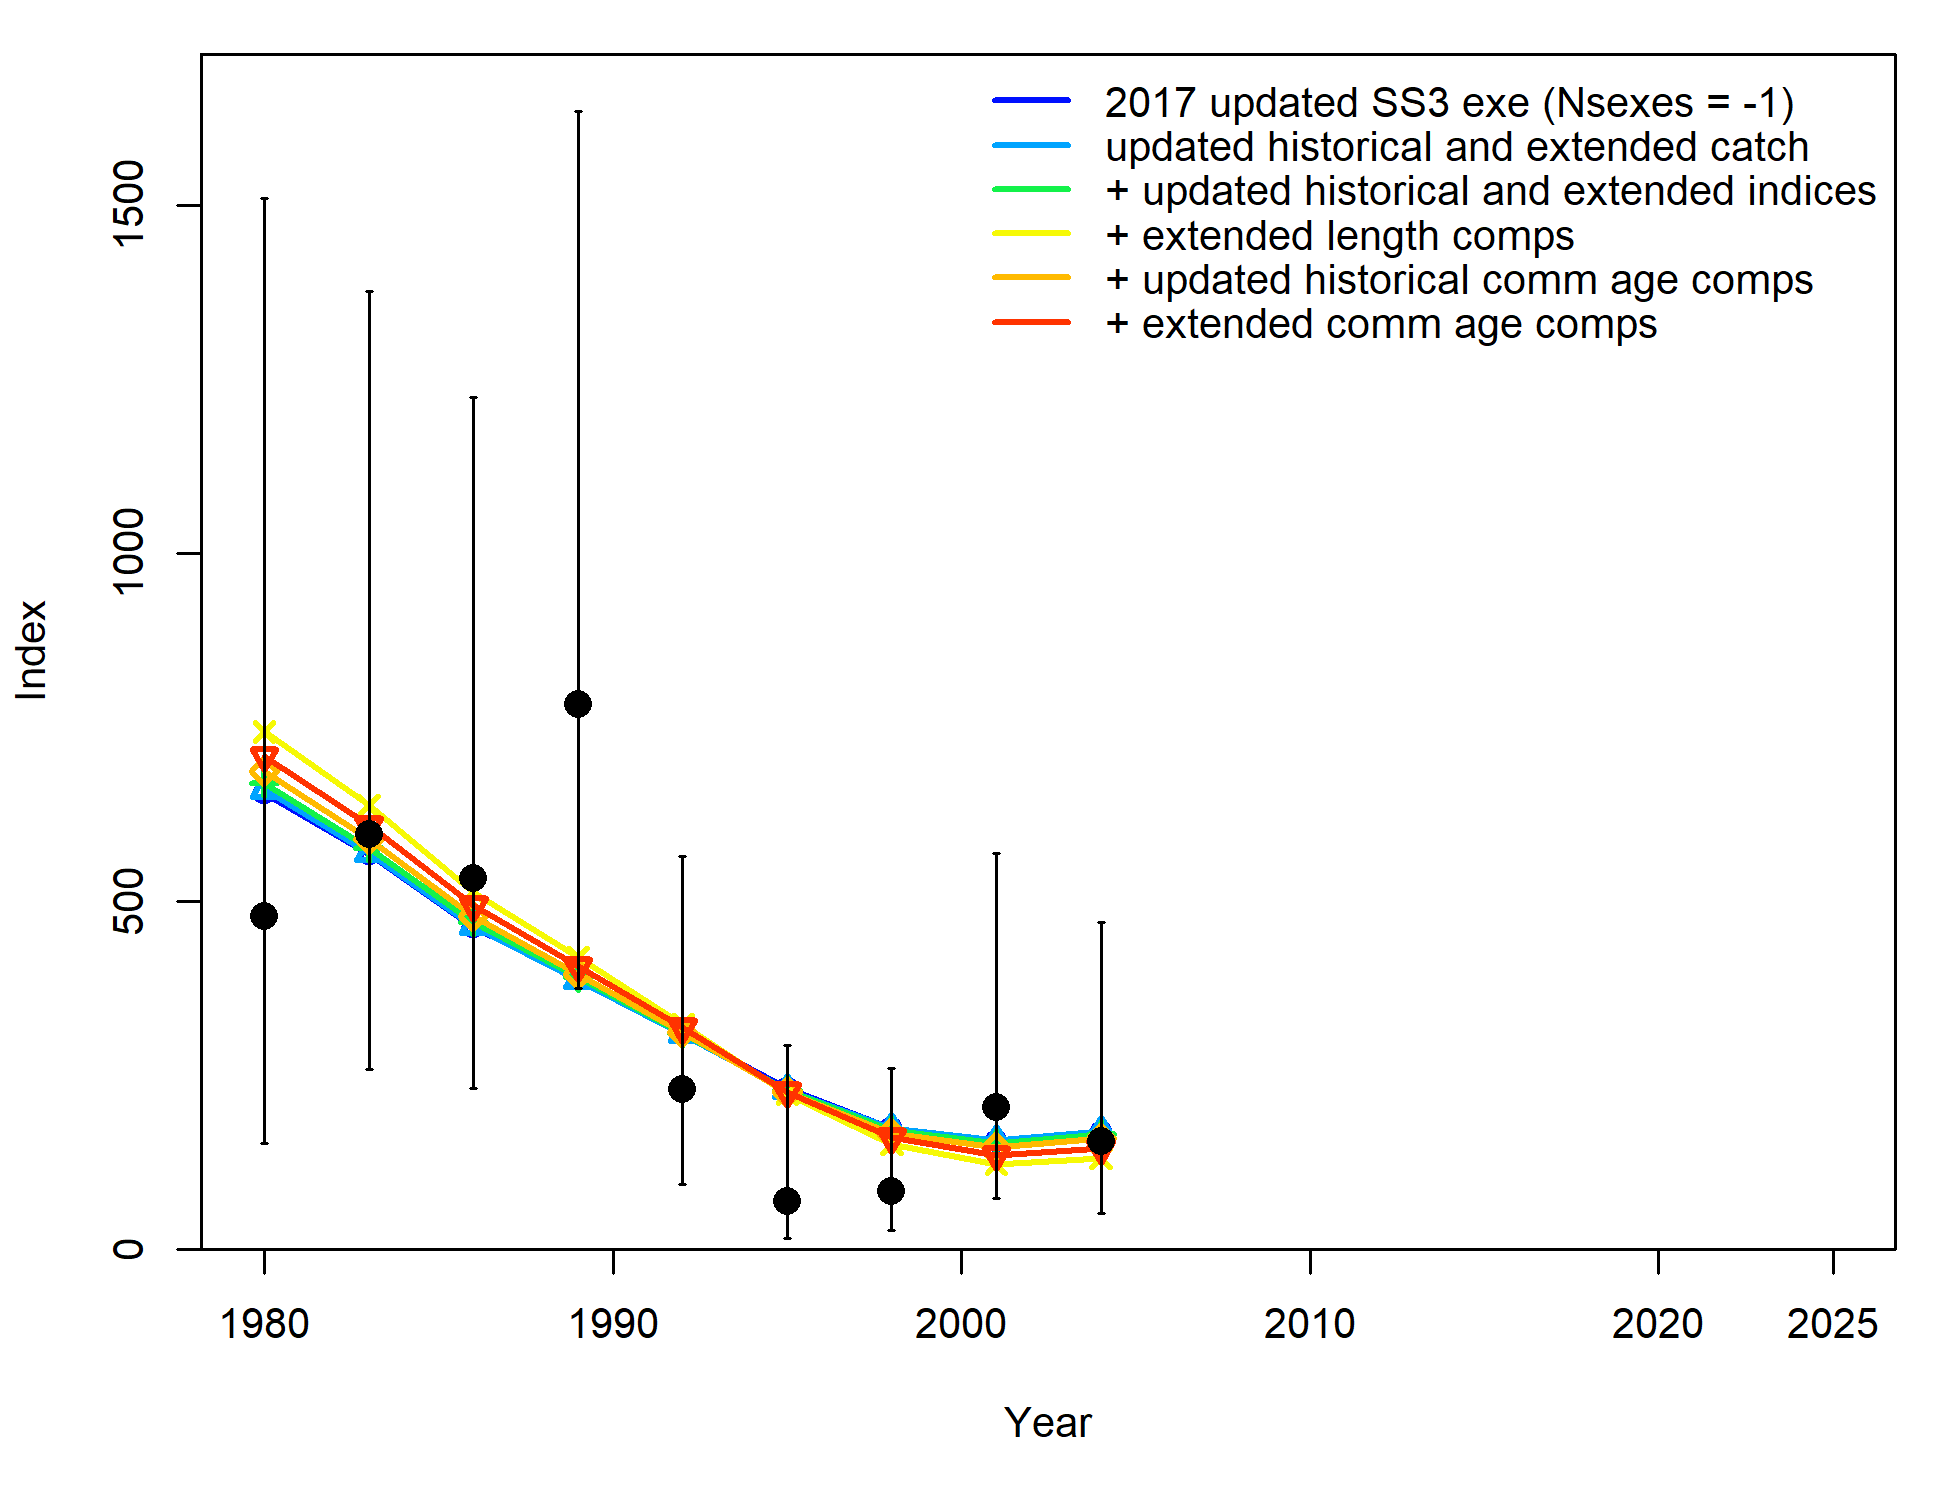 2017 updated SS3 exe (Nsexes = -1)
updated historical and extended catch
+ updated historical and extended indices
+ extended length comps
+ updated historical comm age comps
+ extended comm age comps
1500
1000
500
0
Index
1980
1990
2000
2010
2020
2025
Year